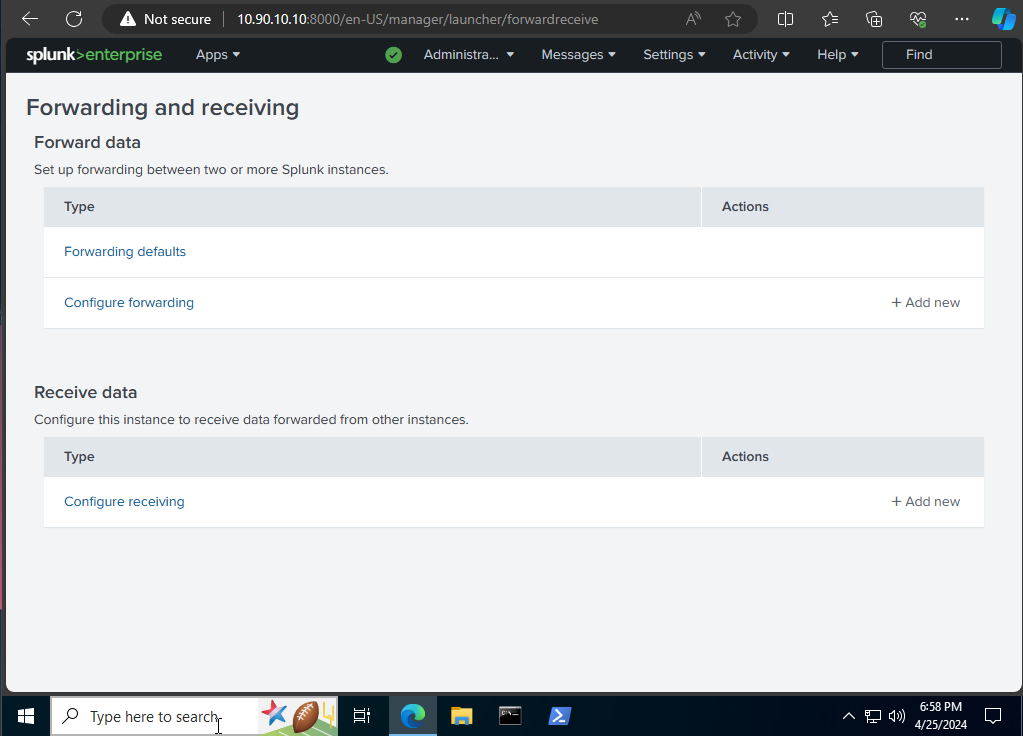 Not secure 10.90.10.10:8000/en-US/manager/launcher/forwardreceive
splunk>enterprise Apps Administra... Messages Settings Activity Help Find
Forwarding and receiving
Forward data
Set up forwarding between two or more Splunk instances.
Type Actions
Forwarding defaults
Configure forwarding + Add new
Receive data
Configure this instance to receive data forwarded from other instances.
Type Actions
Configure receiving + Add new
Type here to search
6:58 PM
4/25/2024